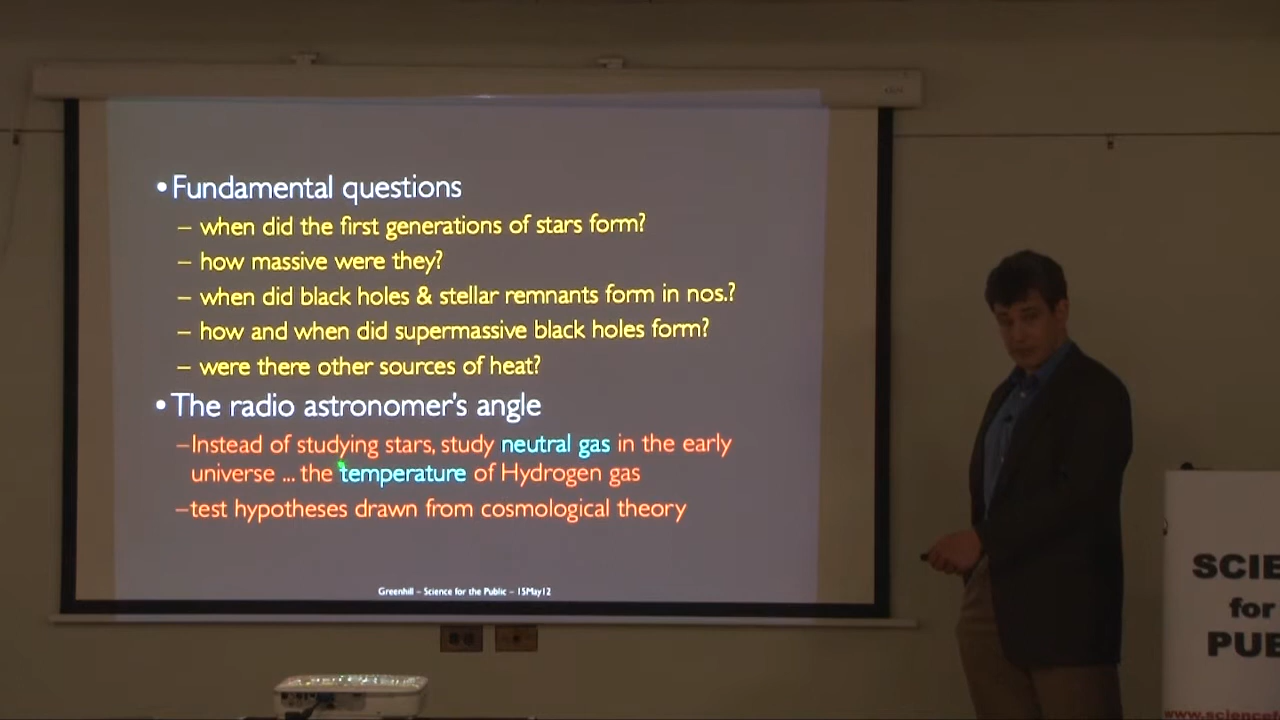 •Fundamental questions
– when did the first generations of stars form?
– how massive were they?
– when did black holes & stellar remnants form in nos.?
– how and when did supermassive black holes form?
– were there other sources of heat?
•The radio astronomer's angle
–Instead of studying stars, study neutral gas in the early
universe ... the temperature of Hydrogen gas
–test hypotheses drawn from cosmological theory
Greenhill – Science for the Public – 15May12
SCIE
for
PUB
www.sciencef